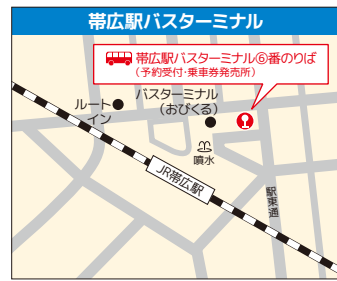 帯広駅バスターミナル
帯広駅バスターミナル⑥番のりば
（予約受付・乗車券発売所）
ルート
イン
バスターミナル
（おびくる）
噴水
JR帯広駅
駅東通